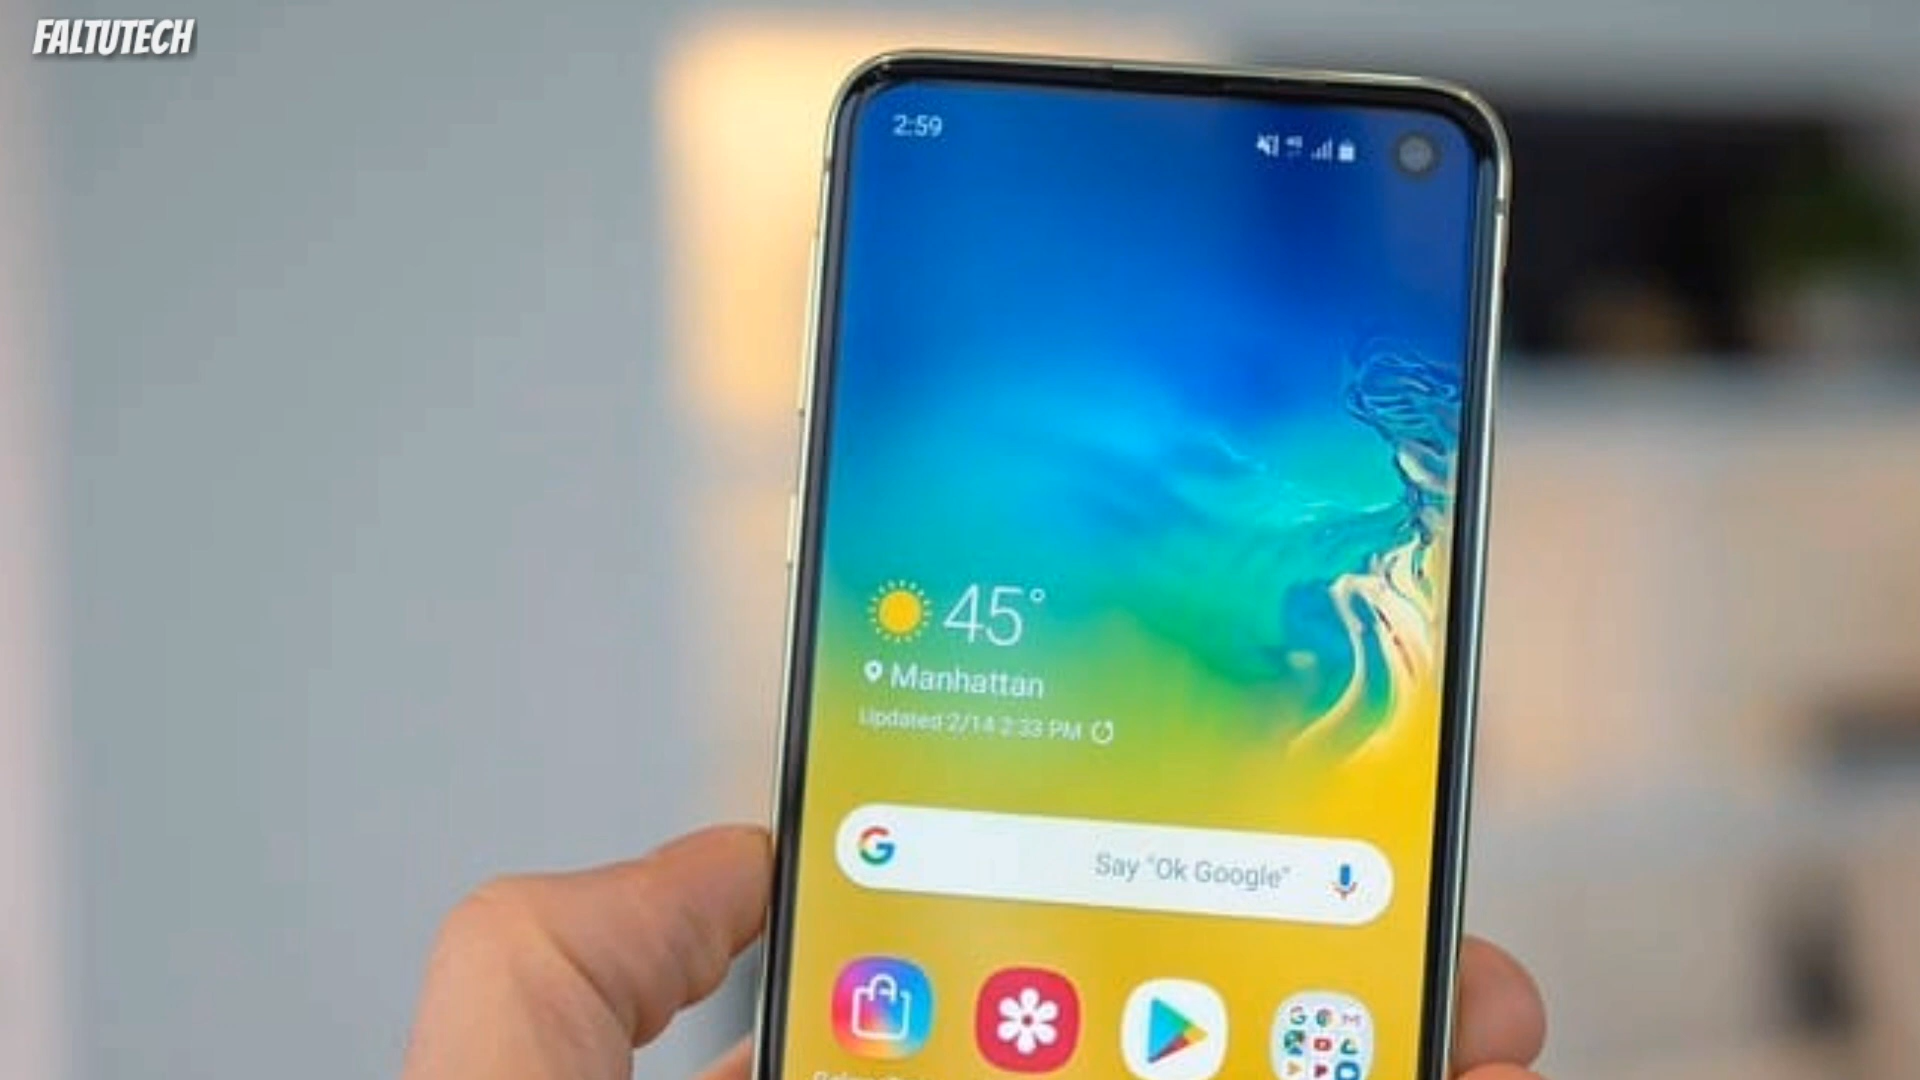 FALTUTECH
2:59
45°
Manhattan
Updated 2/14 2:33 PM
G
Say "Ok Google"